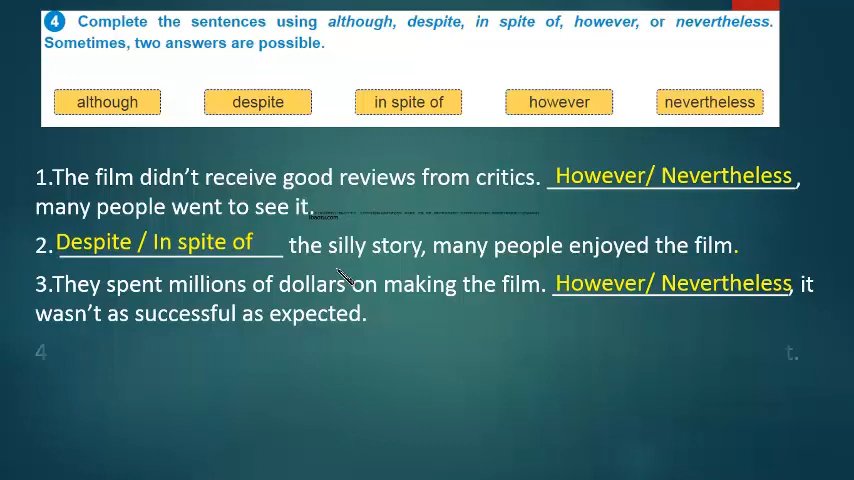 4 Complete the sentences using although, despite, in spite of, however, or nevertheless.
Sometimes, two answers are possible.
although despite in spite of however nevertheless
1.The film didn't receive good reviews from critics. However/ Nevertheless,
many people went to see it.
2. Despite / In spite of the silly story, many people enjoyed the film.
3.They spent millions of dollars on making the film. However/ Nevertheless, it
wasn't as successful as expected.
4 t.